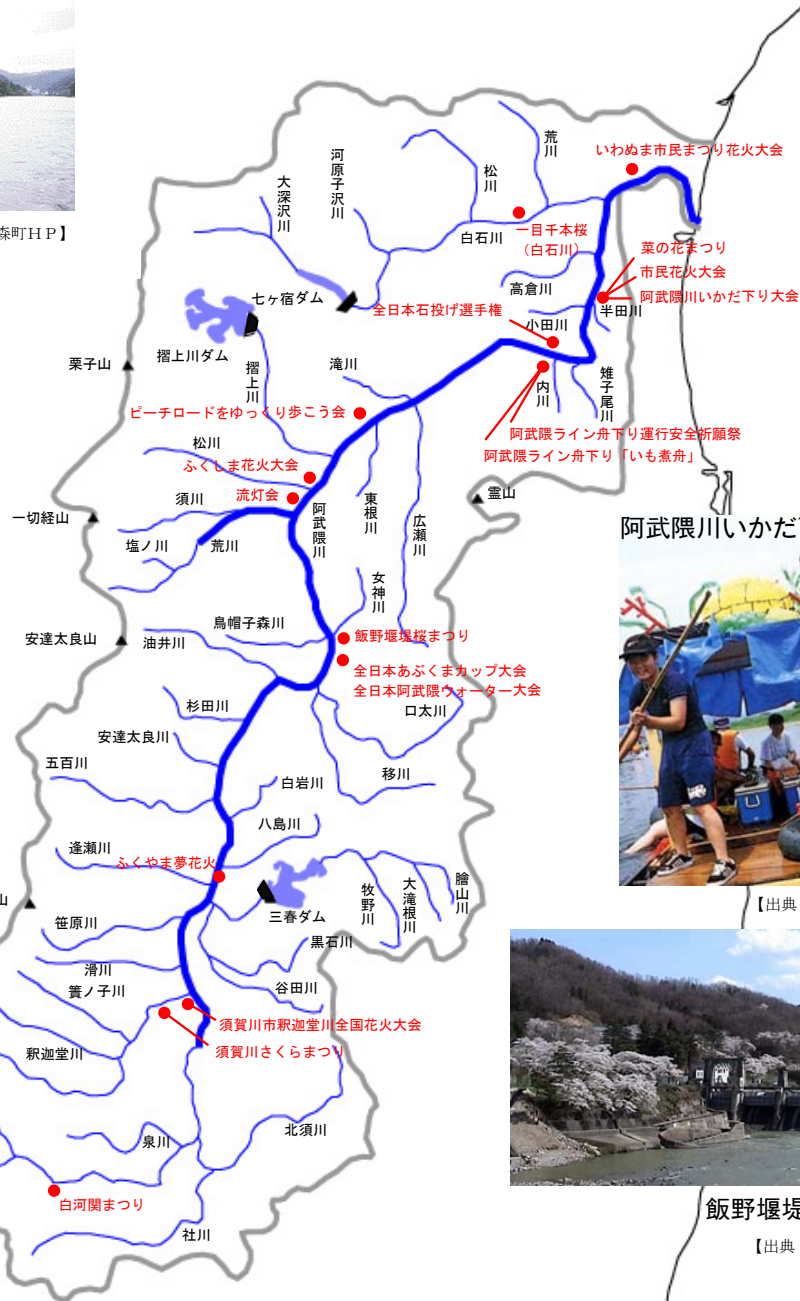 森町ＨＰ】
荒川
いわぬま市民まつり花火大会
河原子沢川
松川
大深沢川
一目千本桜
（白石川）
白石川
菜の花まつり
市民花火大会
阿武隈川いかだ下り大会
高倉川
半田川
七ヶ宿ダム
全日本石投げ選手権
小田川
摺上川ダム
栗子山
摺上川
滝川
内川
雉子尾川
ピーチロードをゆっくり歩こう会
阿武隈ライン舟下り運行安全祈願祭
阿武隈ライン舟下り「いも煮舟」
松川
ふくしま花火大会
須川
流灯会
東根川
広瀬川
霊山
一切経山
阿武隈川
塩ノ川
荒川
阿武隈川いかだ下
女神川
烏帽子森川
安達太良山
油井川
飯野堰堤桜まつり
全日本あぶくまカップ大会
全日本阿武隈ウォーター大会
杉田川
口太川
安達太良川
五百川
移川
白岩川
八島川
逢瀬川
ふくやま夢花火
山
三春ダム
牧野川
大滝根川
膾山川
【出典
笹原川
黒石川
滑川
谷田川
簀ノ子川
須賀川市釈迦堂川全国花火大会
釈迦堂川
須賀川さくらまつり
北須川
泉川
白河関まつり
社川
飯野堰堤
【出典